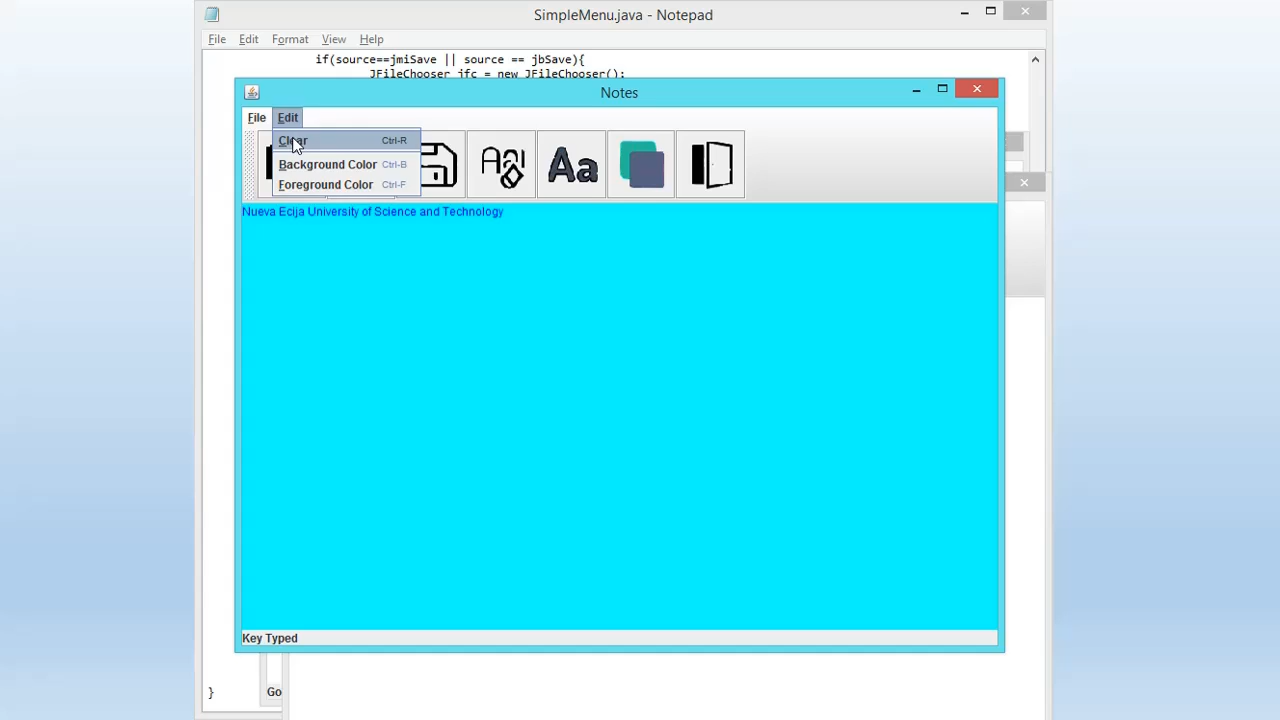 SimpleMenu.java - Notepad
File Edit Format View Help
if(source==jmiSave || source == jbSave){
JFileChooser jfc = new JFileChooser();
Notes
File Edit
Clear Ctrl-R
Background Color Ctrl-B
Foreground Color Ctrl-F
Aa
Nueva Ecija University of Science and Technology
Key Typed
} Go